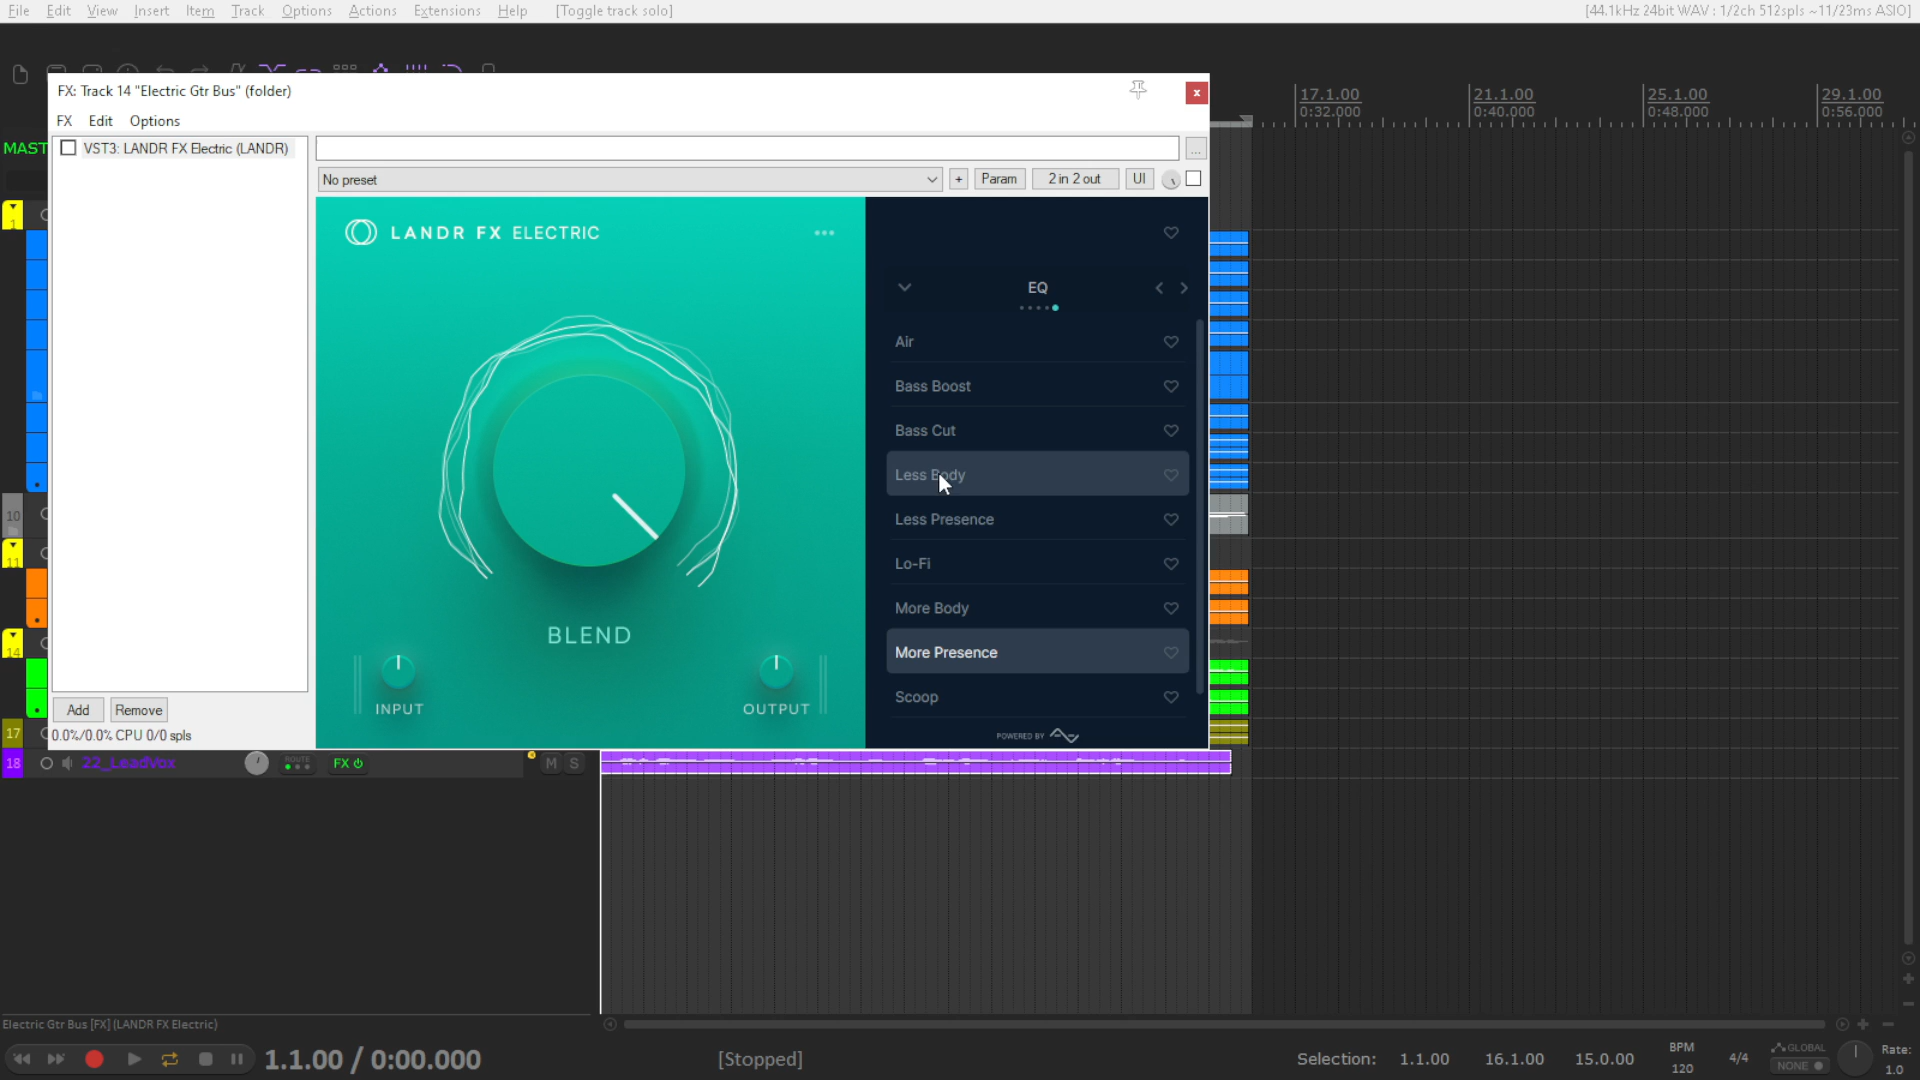 File Edit View Insert Item Track Options Actions Extensions Help [Toggle track solo] [44.1kHz 24bit WAV : 1/2ch 512spls ~11/23ms ASIO]
FX: Track 14 "Electric Gtr Bus" (folder) x
17.1.00 21.1.00 25.1.00 29.1.00
0:32.000 0:40.000 0:48.000 0:56.000
FX Edit Options
MAST
VST3: LANDR FX Electric (LANDR) ...
No preset + Param 2 in 2 out UI
LANDR FX ELECTRIC
EQ
Air
Bass Boost
Bass Cut
Less Body
Less Presence
Lo-Fi
More Body
More Presence
Scoop
POWERED BY
BLEND
INPUT OUTPUT
1
10
11
14
17
18
Add Remove
0.0%/0.0% CPU 0/0 spls
22_LeadVox ROUTE FX M S
Electric Gtr Bus [FX] (LANDR FX Electric)
1.1.00 / 0:00.000 [Stopped] Selection: 1.1.00 16.1.00 15.0.00 BPM 120 4/4 GLOBAL NONE Rate: 1.0